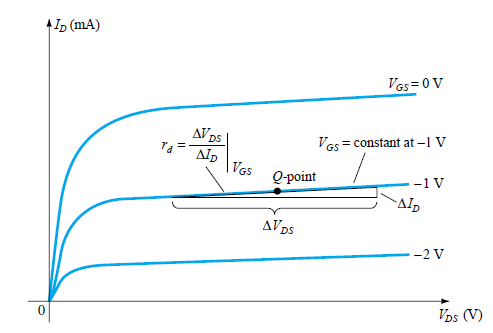 I_D (mA)
V_GS = 0 V
r_d = ΔV_DS / ΔI_D | V_GS
V_GS = constant at –1 V
Q-point
–1 V
ΔI_D
ΔV_DS
–2 V
0
V_DS (V)